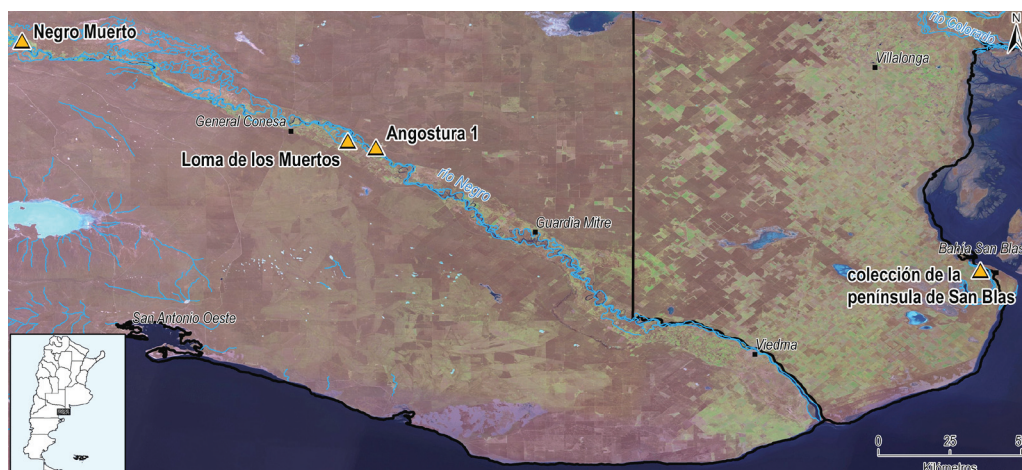 Negro Muerto
río Colorado
N
Villalonga
General Conesa
Angostura 1
Loma de los Muertos
río Negro
Guardia Mitre
Bahía San Blas
colección de la
península de San Blas
San Antonio Oeste
Viedma
0 25 5
Kilómetros